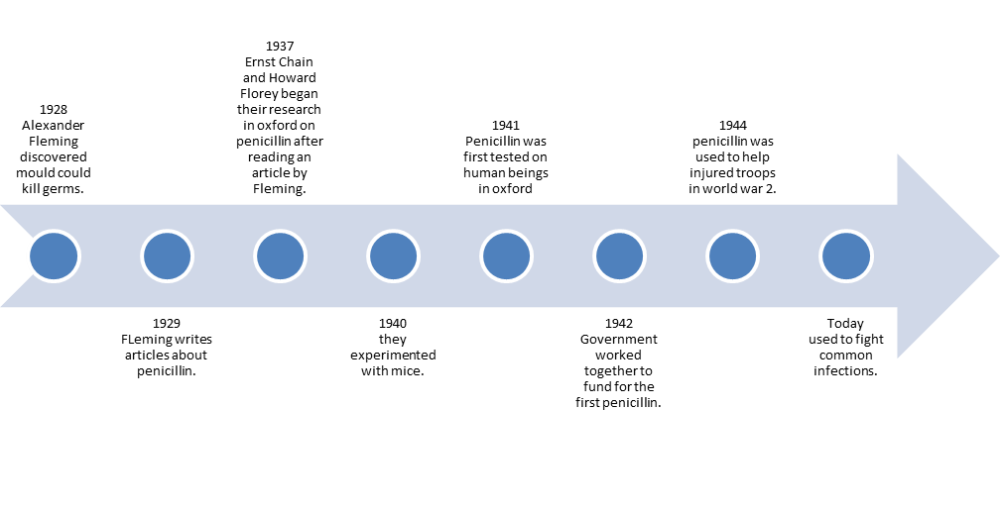 1928
Alexander
Fleming
discovered
mould could
kill germs.
1929
FLeming writes
articles about
penicillin.
1937
Ernst Chain
and Howard
Florey began
their research
in oxford on
penicillin after
reading an
article by
Fleming.
1940
they
experimented
with mice.
1941
Penicillin was
first tested on
human beings
in oxford
1942
Government
worked
together to
fund for the
first penicillin.
1944
penicillin was
used to help
injured troops
in world war 2.
Today
used to fight
common
infections.